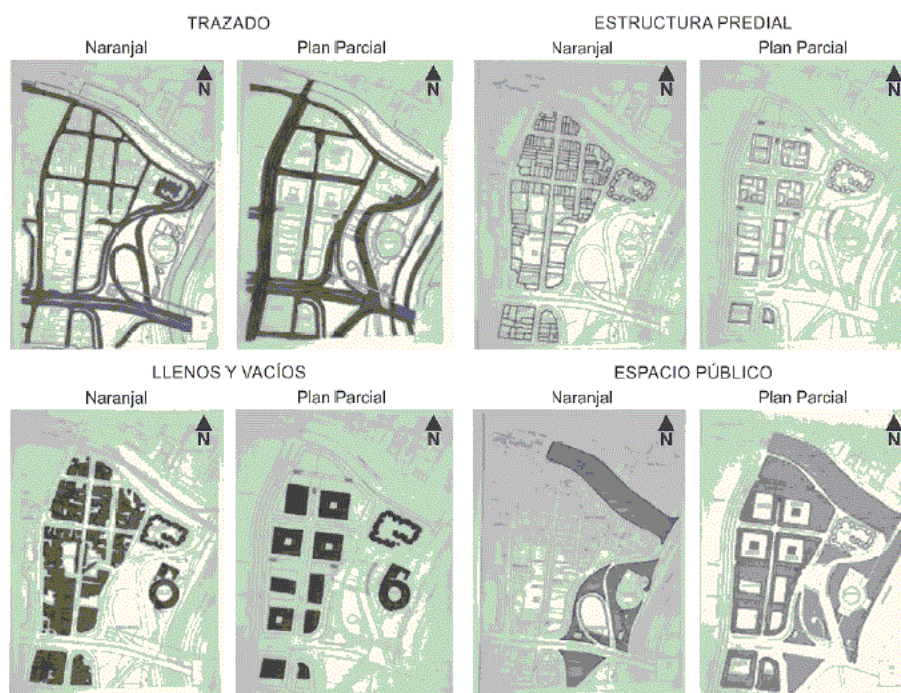 TRAZADO
Naranjal
Plan Parcial
N
N
ESTRUCTURA PREDIAL
Naranjal
Plan Parcial
N
N
LLENOS Y VACÍOS
Naranjal
Plan Parcial
N
N
ESPACIO PÚBLICO
Naranjal
Plan Parcial
N
N